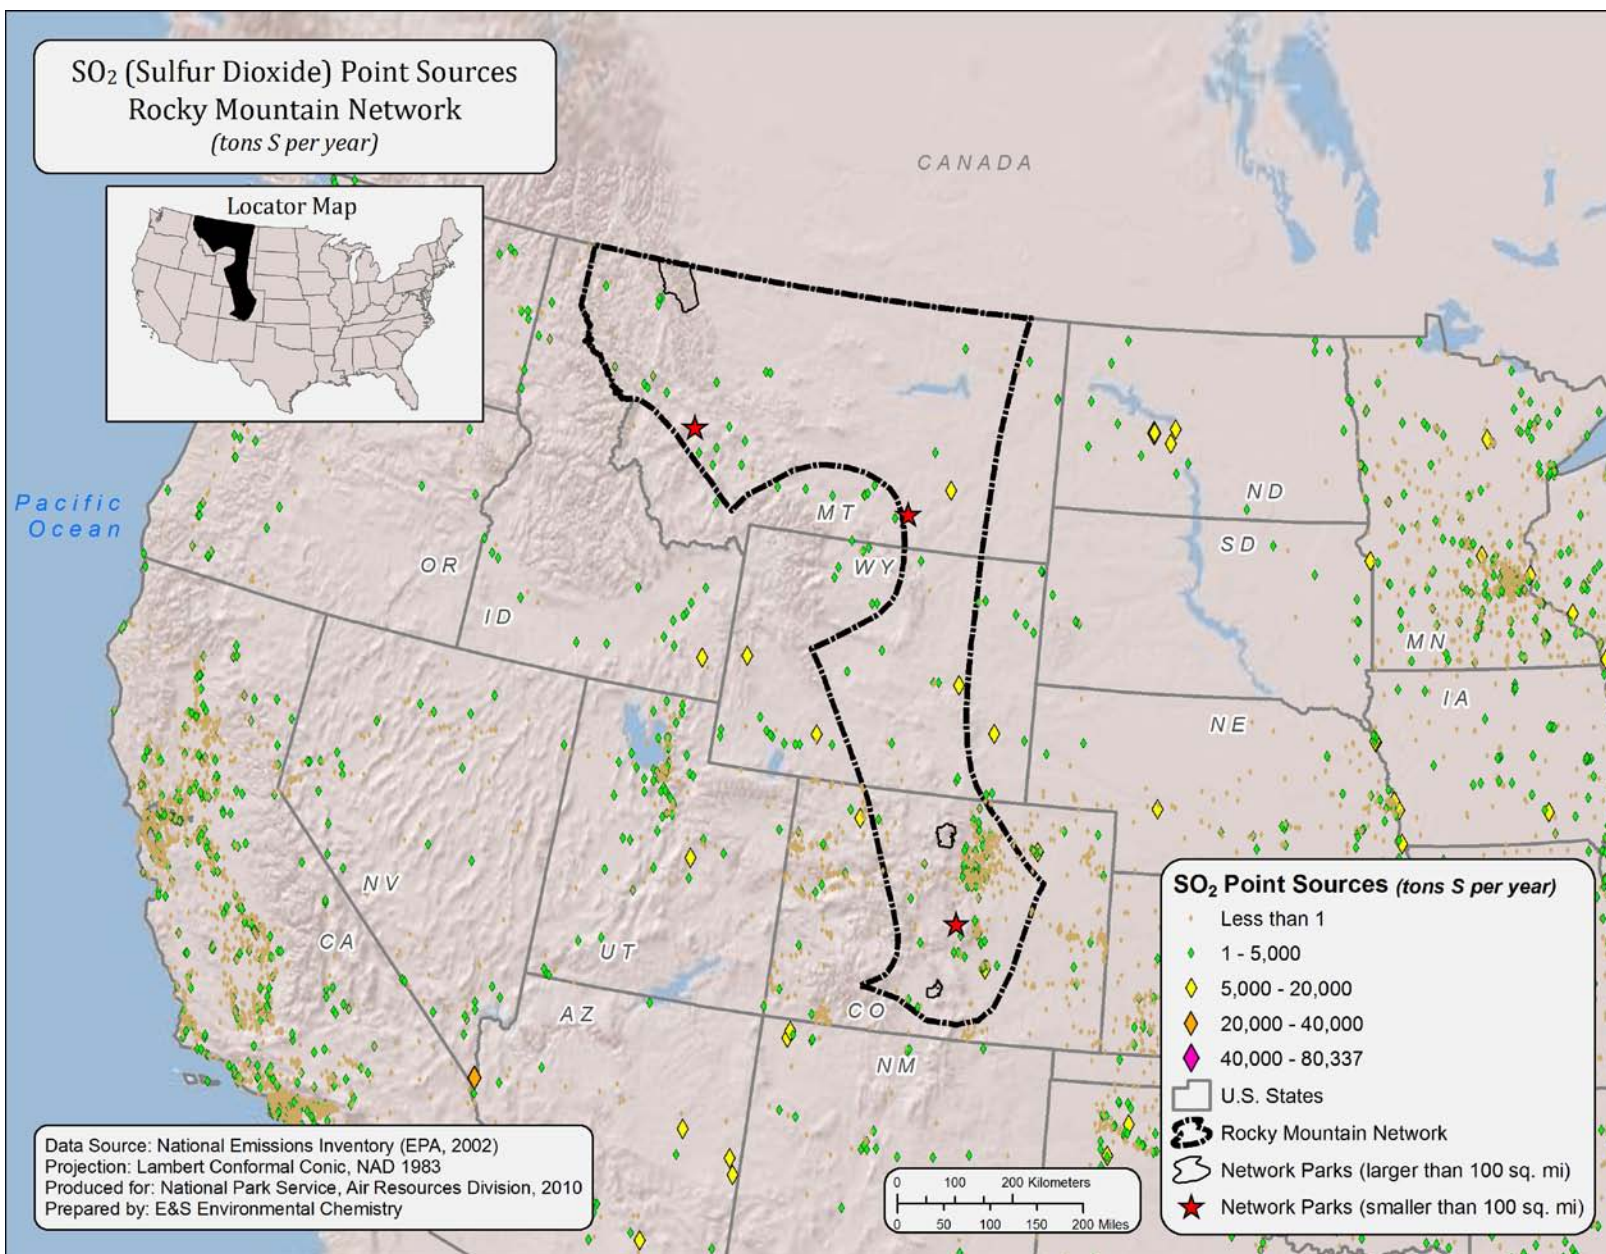 SO₂ (Sulfur Dioxide) Point Sources
Rocky Mountain Network
(tons S per year)
Locator Map
CANADA
Pacific
Ocean
MT
ND
SD
OR
WY
ID
MN
IA
NE
NV
CA
UT
CO
AZ
NM
SO₂ Point Sources (tons S per year)
Less than 1
1 - 5,000
5,000 - 20,000
20,000 - 40,000
40,000 - 80,337
U.S. States
Rocky Mountain Network
Network Parks (larger than 100 sq. mi)
Network Parks (smaller than 100 sq. mi)
Data Source: National Emissions Inventory (EPA, 2002)
Projection: Lambert Conformal Conic, NAD 1983
Produced for: National Park Service, Air Resources Division, 2010
Prepared by: E&S Environmental Chemistry
0 100 200 Kilometers
0 50 100 150 200 Miles